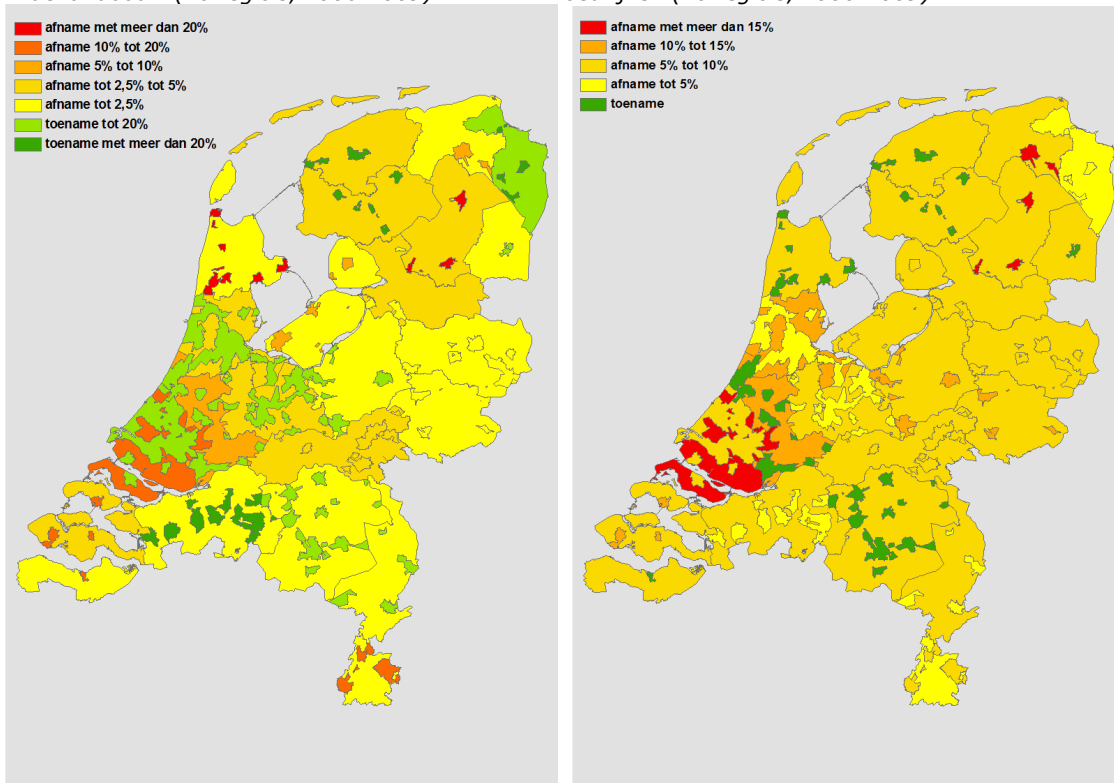 afname met meer dan 20%
afname 10% tot 20%
afname 5% tot 10%
afname tot 2,5% tot 5%
afname tot 2,5%
toename tot 20%
toename met meer dan 20%
afname met meer dan 15%
afname 10% tot 15%
afname 5% tot 10%
afname tot 5%
toename